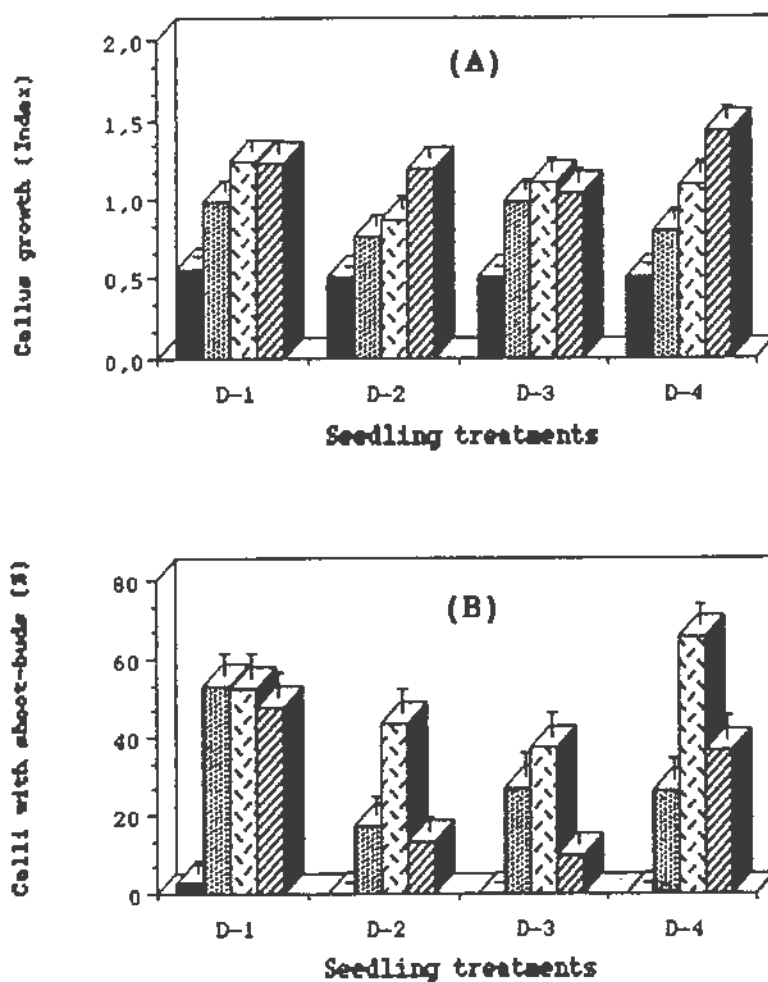 (A)
Callus growth (Index)
2,0
1,5
1,0
0,5
0,0
D-1 D-2 D-3 D-4
Seedling treatments
(B)
Calli with shoot-buds (%)
80
60
40
20
0
D-1 D-2 D-3 D-4
Seedling treatments